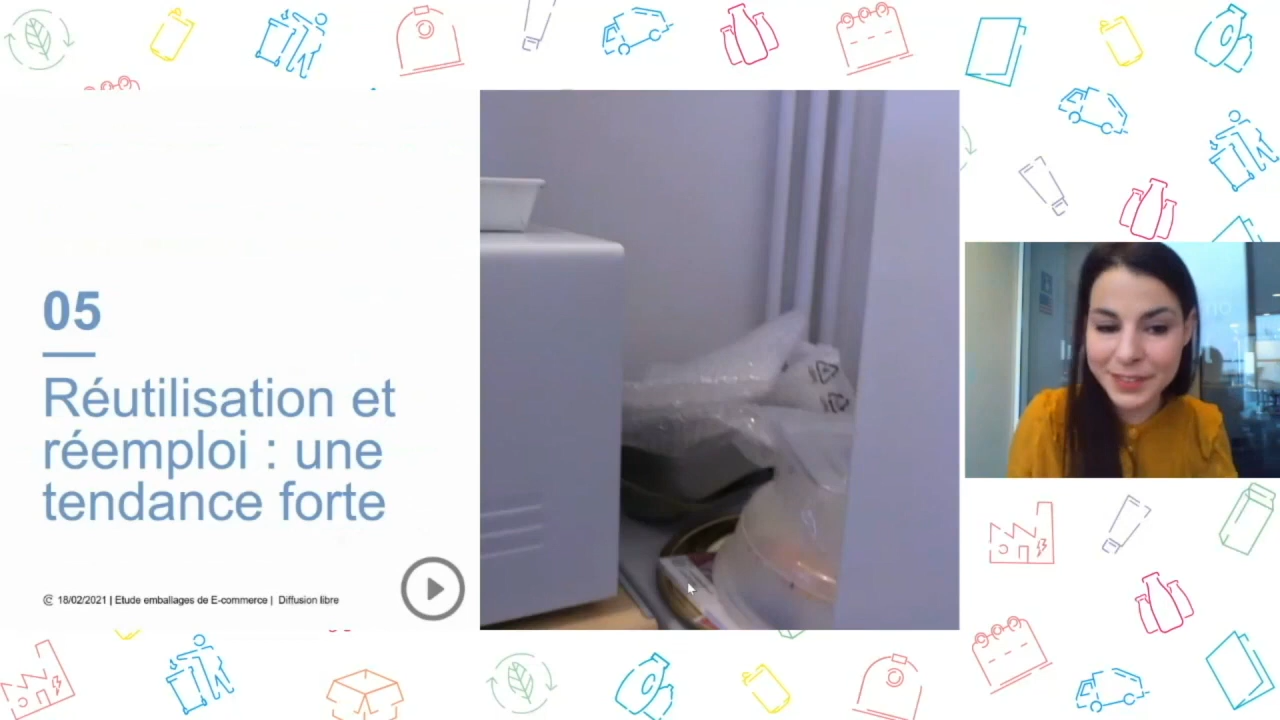 05
Réutilisation et
réemploi : une
tendance forte
18/02/2021 | Etude emballages de E-commerce | Diffusion libre